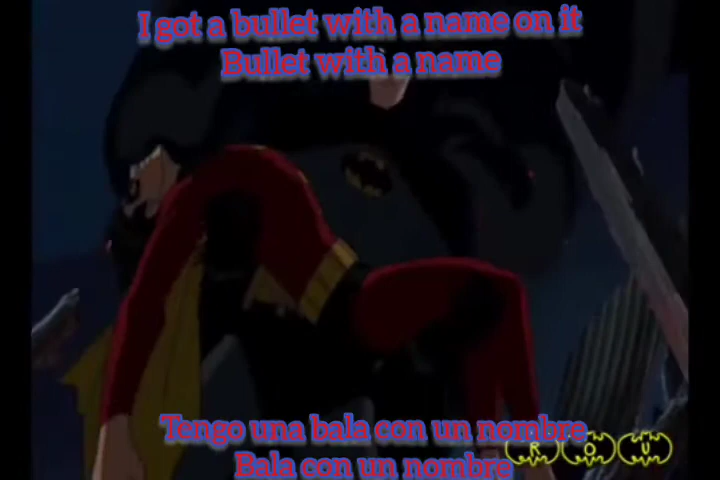 I got a bullet with a name on it
Bullet with a name
Tengo una bala con un nombre
Bala con un nombre
R O U